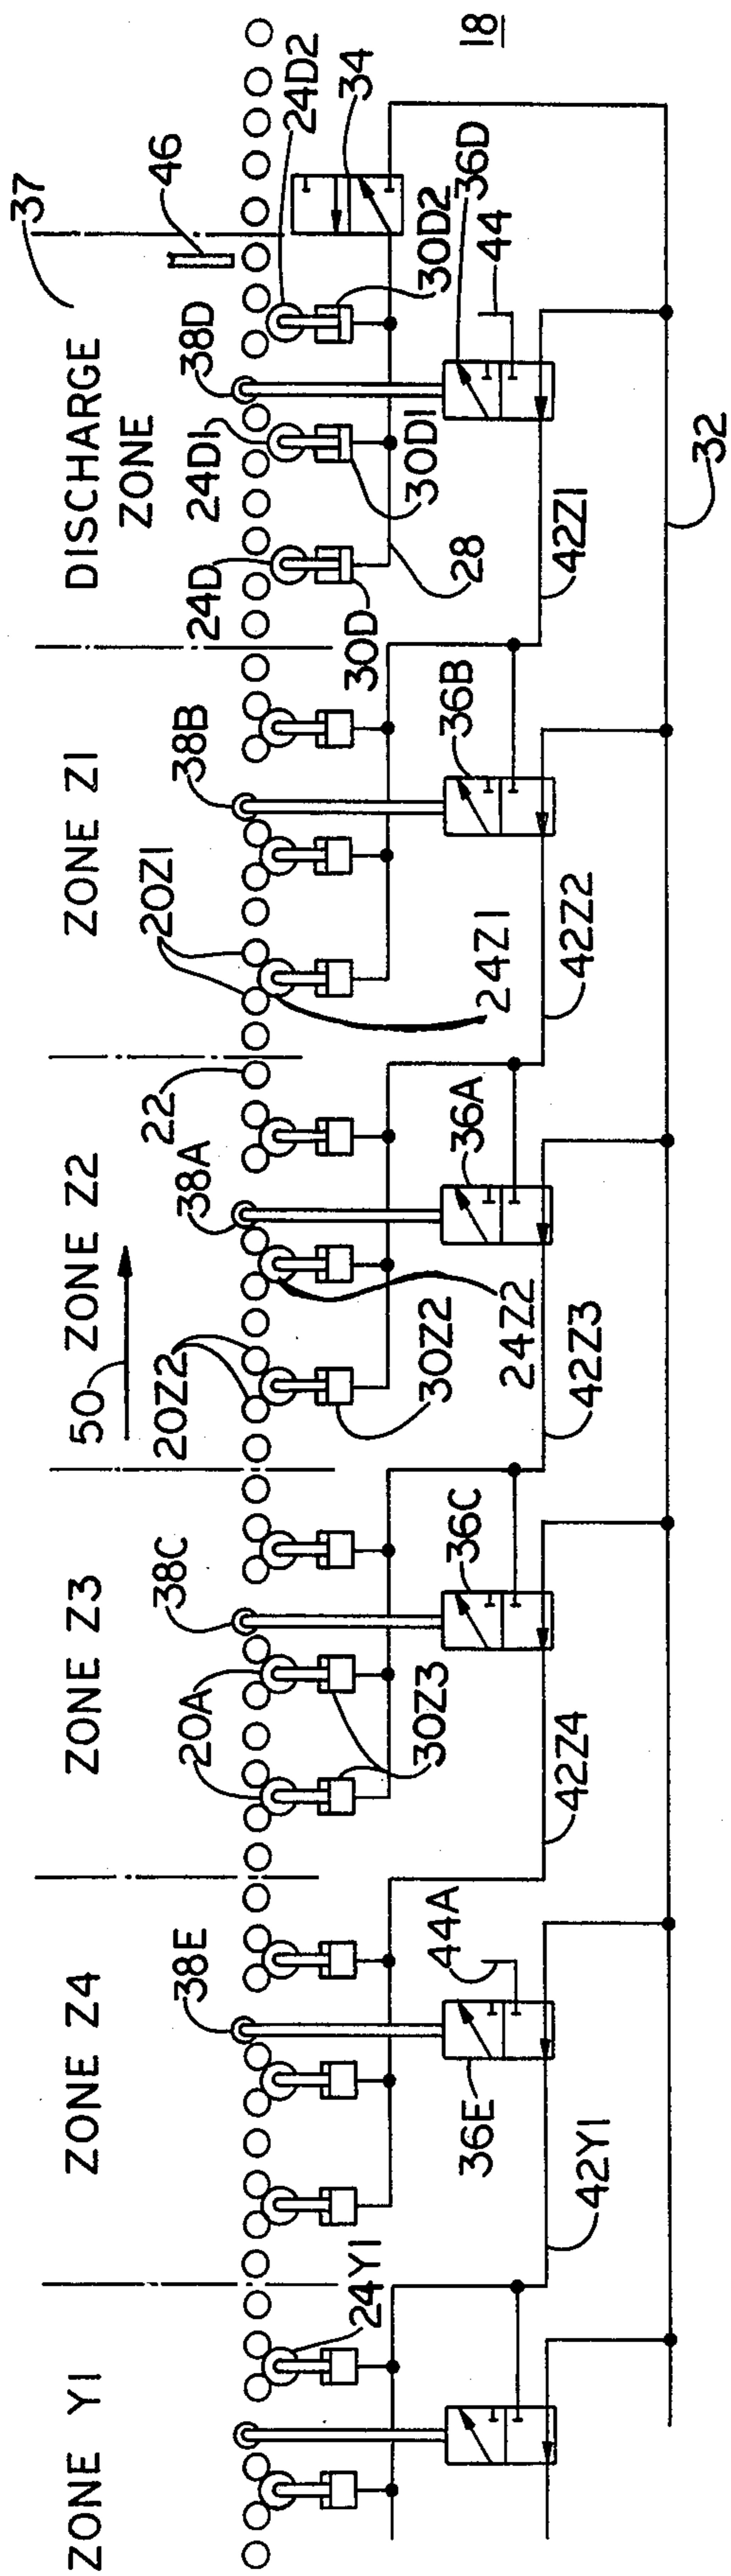 ZONE Y1
ZONE Z4
ZONE Z3
ZONE Z2
ZONE Z1
DISCHARGE
ZONE
37
50
46
38E
38C
38A
38B
38D
20A
20Z2
22
20Z1
24D
24D1
24D2
24Y1
30Z3
30Z2
24Z2
24Z1
30D
30D1
30D2
34
28
36E
44A
36C
36A
36B
36D
44
42Y1
42Z4
42Z3
42Z2
42Z1
32
18